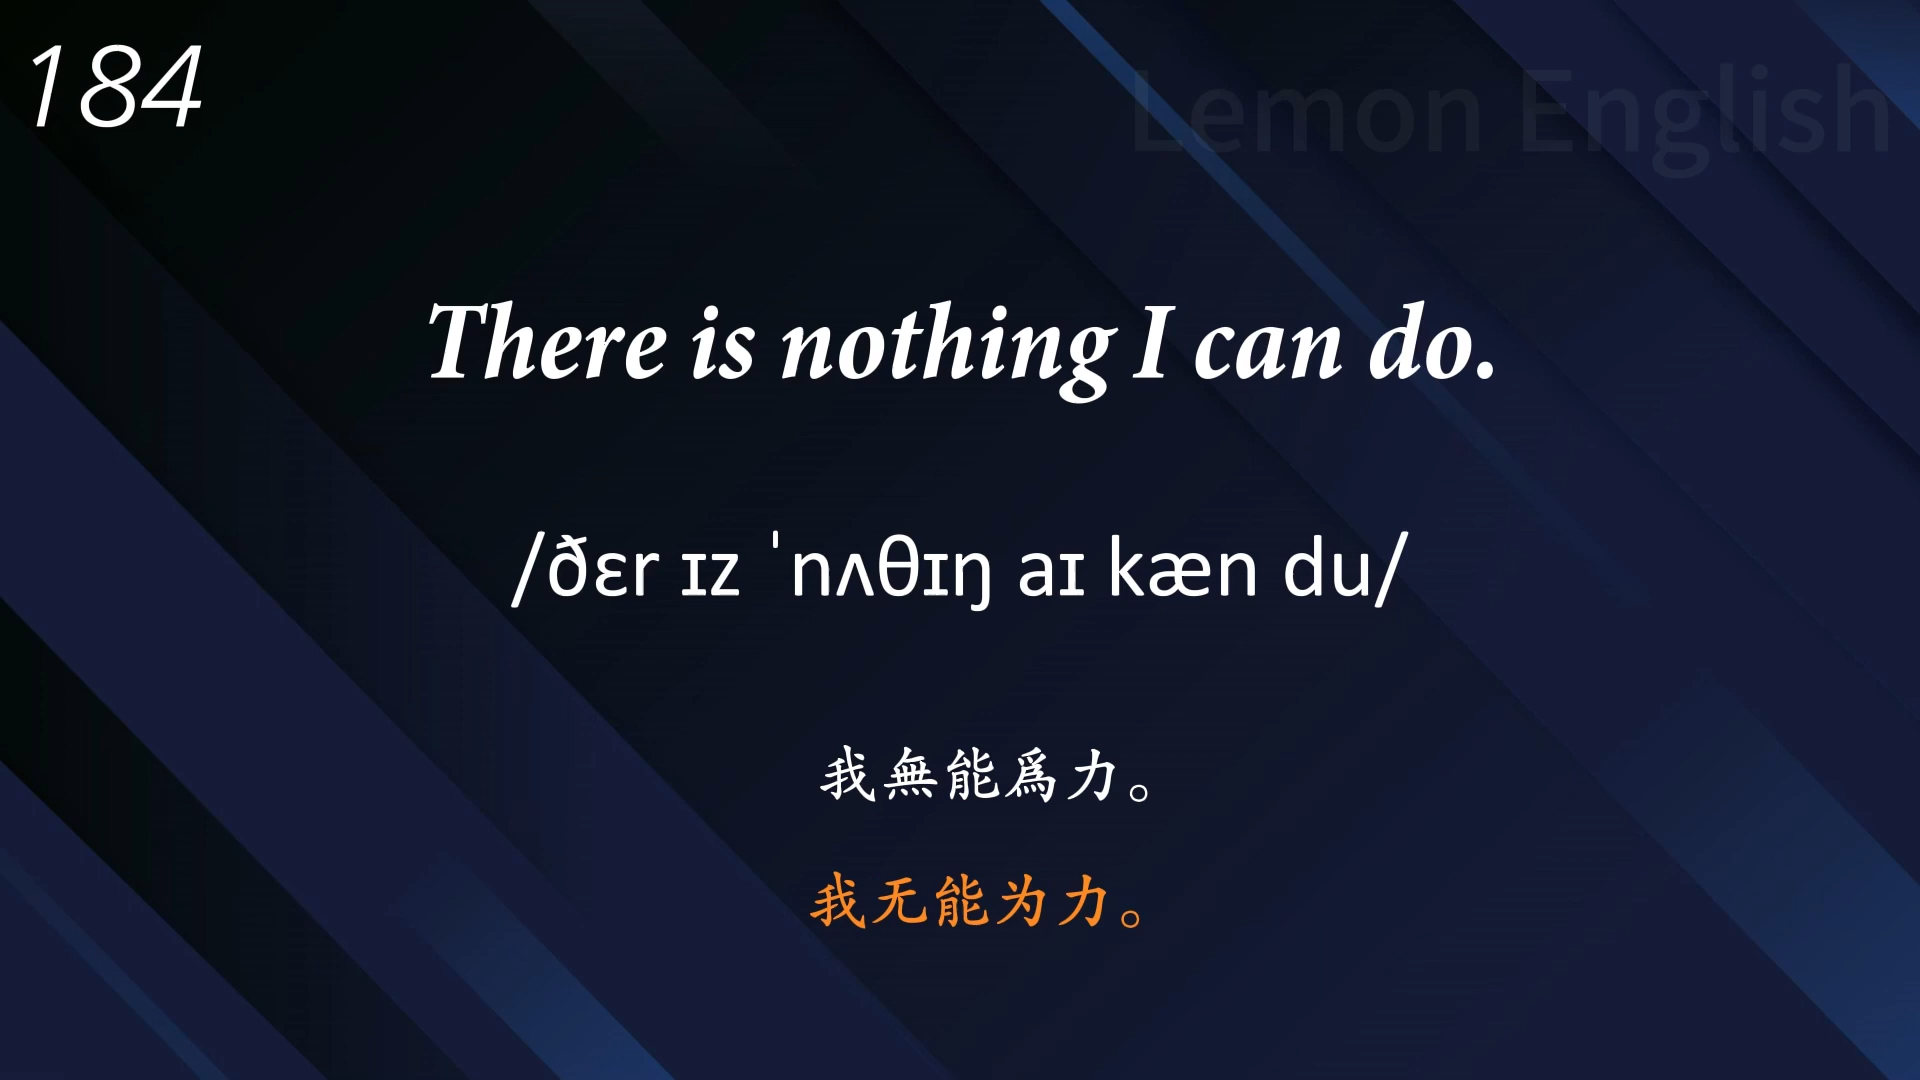 184
Lemon English
There is nothing I can do.
/ðɛr ɪz ˈnʌθɪŋ aɪ kæn du/
我無能爲力。
我无能为力。